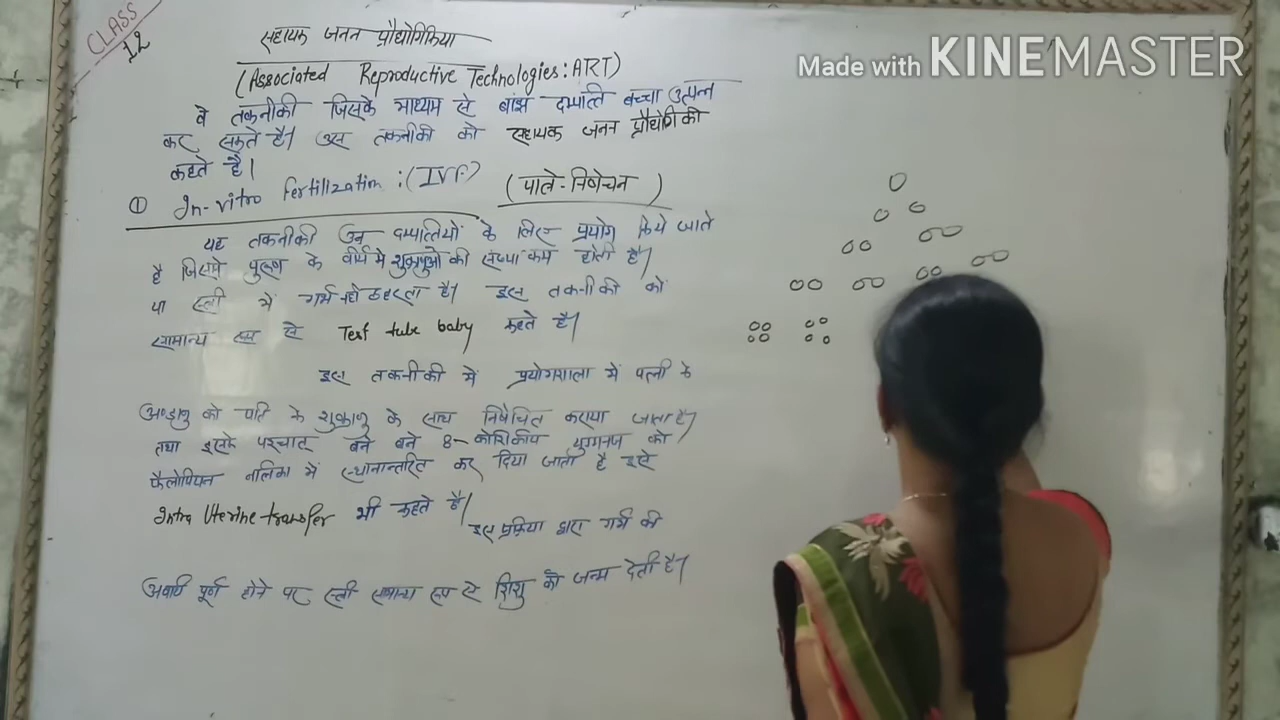 CLASS
12
Made with KINEMASTER
सहायक जनन प्रौद्योगिकिया
(Associated Reproductive Technologies: ART)
वे तकनीकी जिसके माध्यम से बांझ दम्पत्ति बच्चा उत्पन्न
कर सकते है। उस तकनीकी को सहायक जनन प्रौद्योगिकी
कहते है।
① In-vitro Fertilization : (IVF) (पात्रे-निषेचन)
यह तकनीकी उन दम्पत्तियों के लिए प्रयोग किये जाते
है जिसमे पुरूष के वीर्य मे शुक्राणुओ की संख्या कम होती है।
या स्त्री में गर्भ नही ठहरता है। इस तकनीकी को
सामान्य रूप से Test tube baby कहते है।
इस तकनीकी में प्रयोगशाला में पत्नी के
अण्डाणु को पति के शुक्राणु के साथ निषेचित कराया जाता है।
तथा इसके पश्चात् बने बने 8-कोशिकीय युग्मनज को
फैलोपियन नलिका में स्थानान्तरित कर दिया जाता है इसे
Intra Uterine transfer भी कहते है।
इस प्रक्रिया द्वारा गर्भ की
अवधि पूर्ण होने पर स्त्री सामान्य रूप से शिशु को जन्म देती है।